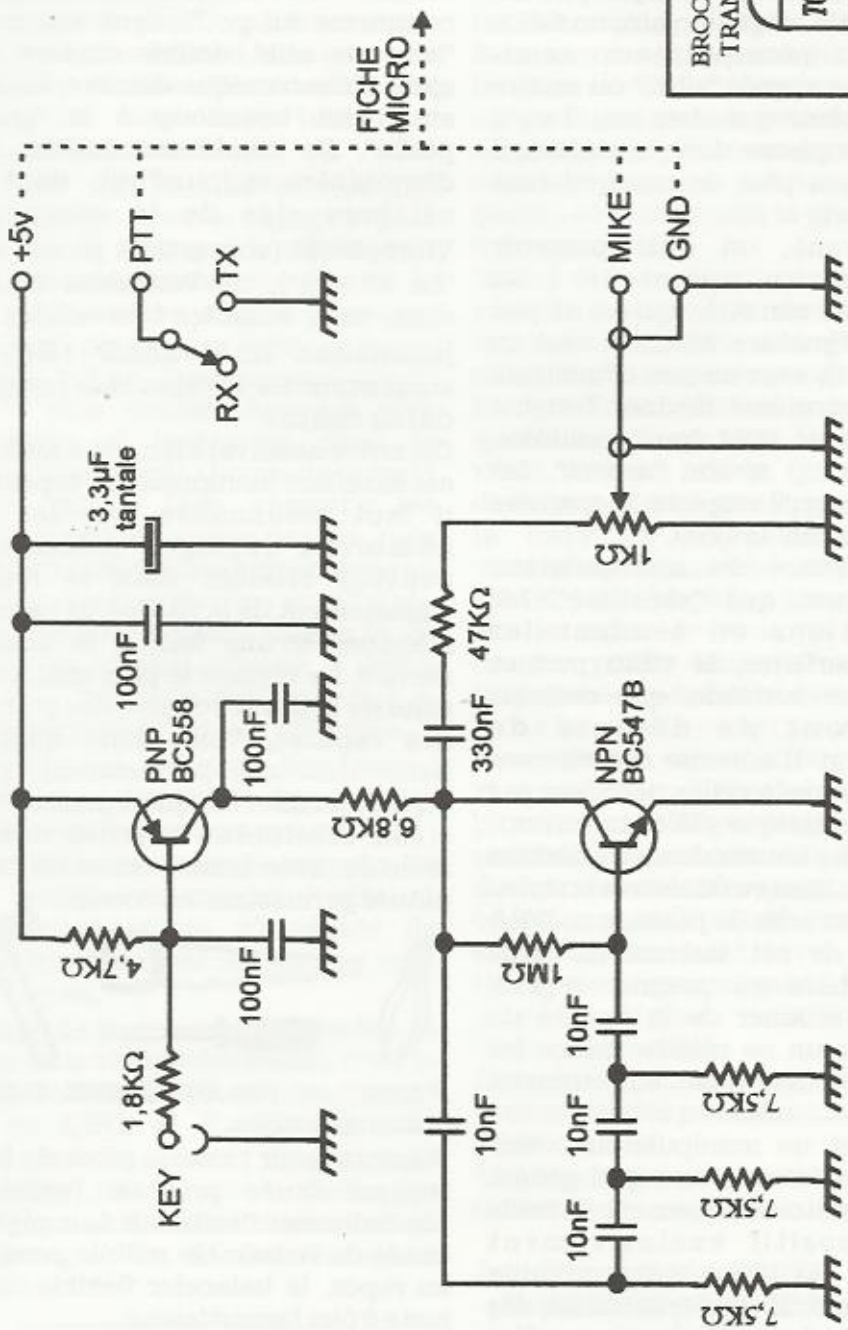 +5v
PTT
RX
TX
FICHE
MICRO
3,3µF
tantale
100nF
PNP
BC558
4,7KΩ
1,8KΩ
KEY
100nF
100nF
6,8KΩ
330nF
47KΩ
1KΩ
MIKE
GND
NPN
BC547B
1MΩ
10nF
10nF
10nF
10nF
7,5KΩ
7,5KΩ
7,5KΩ
BROC
TRAN